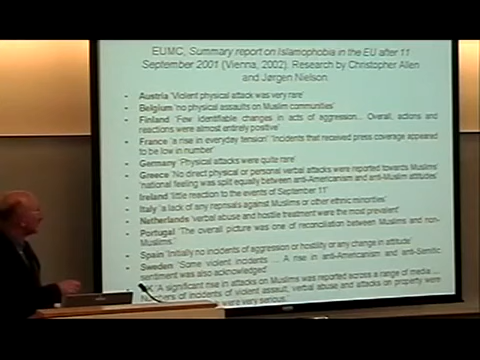 EUMC, Summary report on Islamophobia in the EU after 11
September 2001 (Vienna, 2002). Research by Christopher Allen
and Jørgen Nielson
- Austria 'Violent physical attack was very rare'
- Belgium 'no physical assaults on Muslim communities'
- Finland 'Few identifiable changes in acts of aggression... Overall, actions and
reactions were almost entirely positive'
- France 'a rise in everyday tension' 'Incidents that received press coverage appeared
to be low in number'
- Germany 'Physical attacks were quite rare'
- Greece 'No direct physical or personal verbal attacks were reported towards Muslims'
'national feeling was split equally between anti-Americanism and anti-Muslim attitudes'
- Ireland 'little reaction to the events of September 11'
- Italy 'a lack of any reprisals against Muslims or other ethnic minorities'
- Netherlands 'verbal abuse and hostile treatment were the most prevalent'
- Portugal 'The overall picture was one of reconciliation between Muslims and non-
Muslims.'
- Spain 'Initially no incidents of aggression or hostility or any change in attitude'
- Sweden 'Some violent incidents ... A rise in anti-Americanism and anti-Semitic
sentiment was also acknowledged'
'A significant rise in attacks on Muslims was reported across a range of media ...
of incidents of violent assault, verbal abuse and attacks on property were
were very serious.'